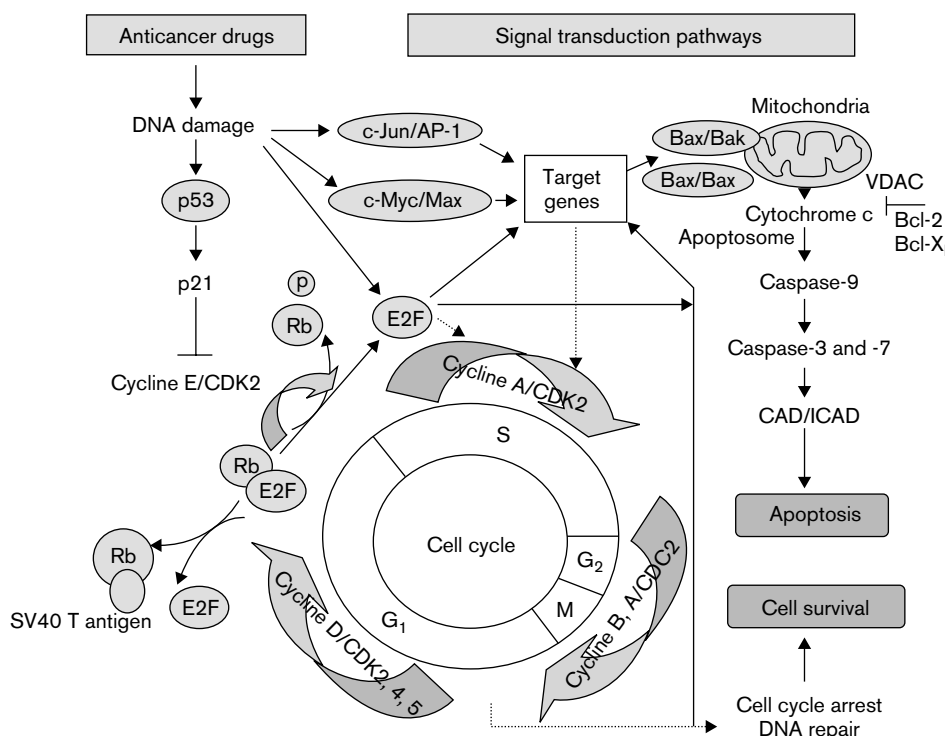 Anticancer drugs
Signal transduction pathways
DNA damage
c-Jun/AP-1
Mitochondria
Bax/Bak
p53
c-Myc/Max
Target
genes
Bax/Bax
VDAC
Cytochrome c
Bcl-2
Apoptosome
Bcl-X
p21
p
Caspase-9
Rb
E2F
Cycline E/CDK2
Cycline A/CDK2
Caspase-3 and -7
CAD/ICAD
S
Rb
E2F
Cell cycle
Apoptosis
G2
Cycline B, A/CDC2
Rb
E2F
SV40 T antigen
G1
M
Cycline D/CDK2, 4, 5
Cell survival
Cell cycle arrest
DNA repair